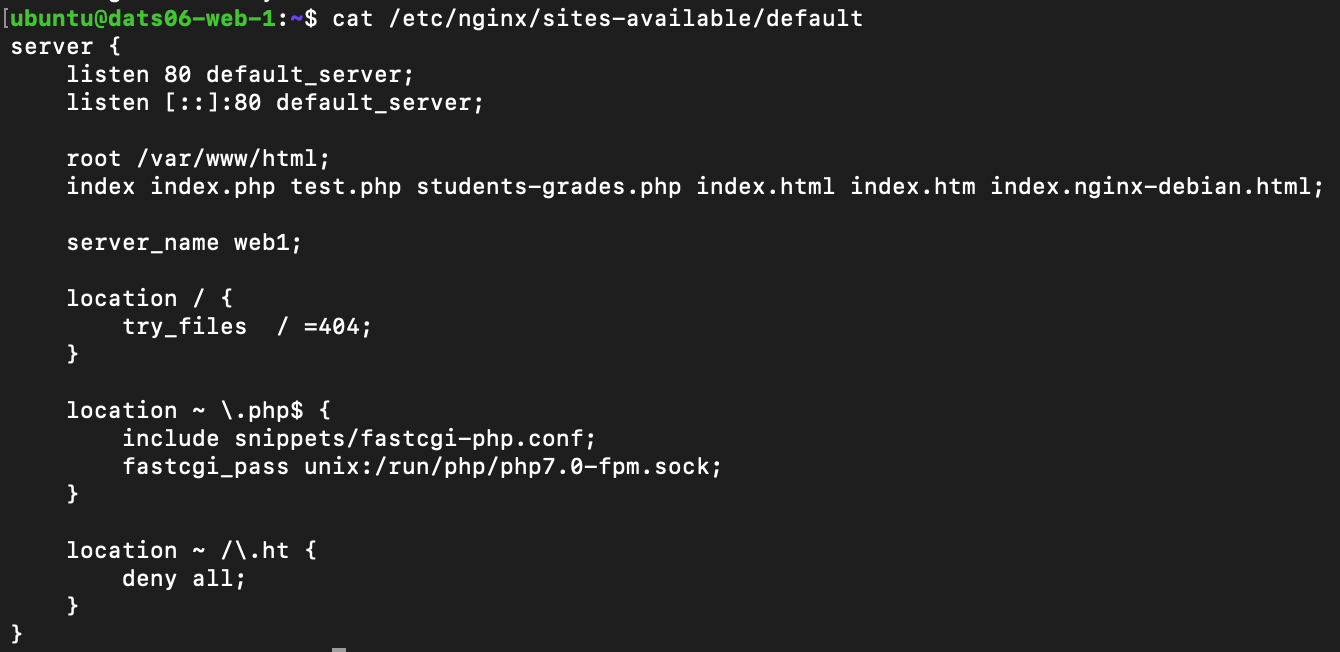 [ubuntu@dats06-web-1:~$ cat /etc/nginx/sites-available/default
server {
    listen 80 default_server;
    listen [::]:80 default_server;

    root /var/www/html;
    index index.php test.php students-grades.php index.html index.htm index.nginx-debian.html;

    server_name web1;

    location / {
        try_files  / =404;
    }

    location ~ \.php$ {
        include snippets/fastcgi-php.conf;
        fastcgi_pass unix:/run/php/php7.0-fpm.sock;
    }

    location ~ /\.ht {
        deny all;
    }
}